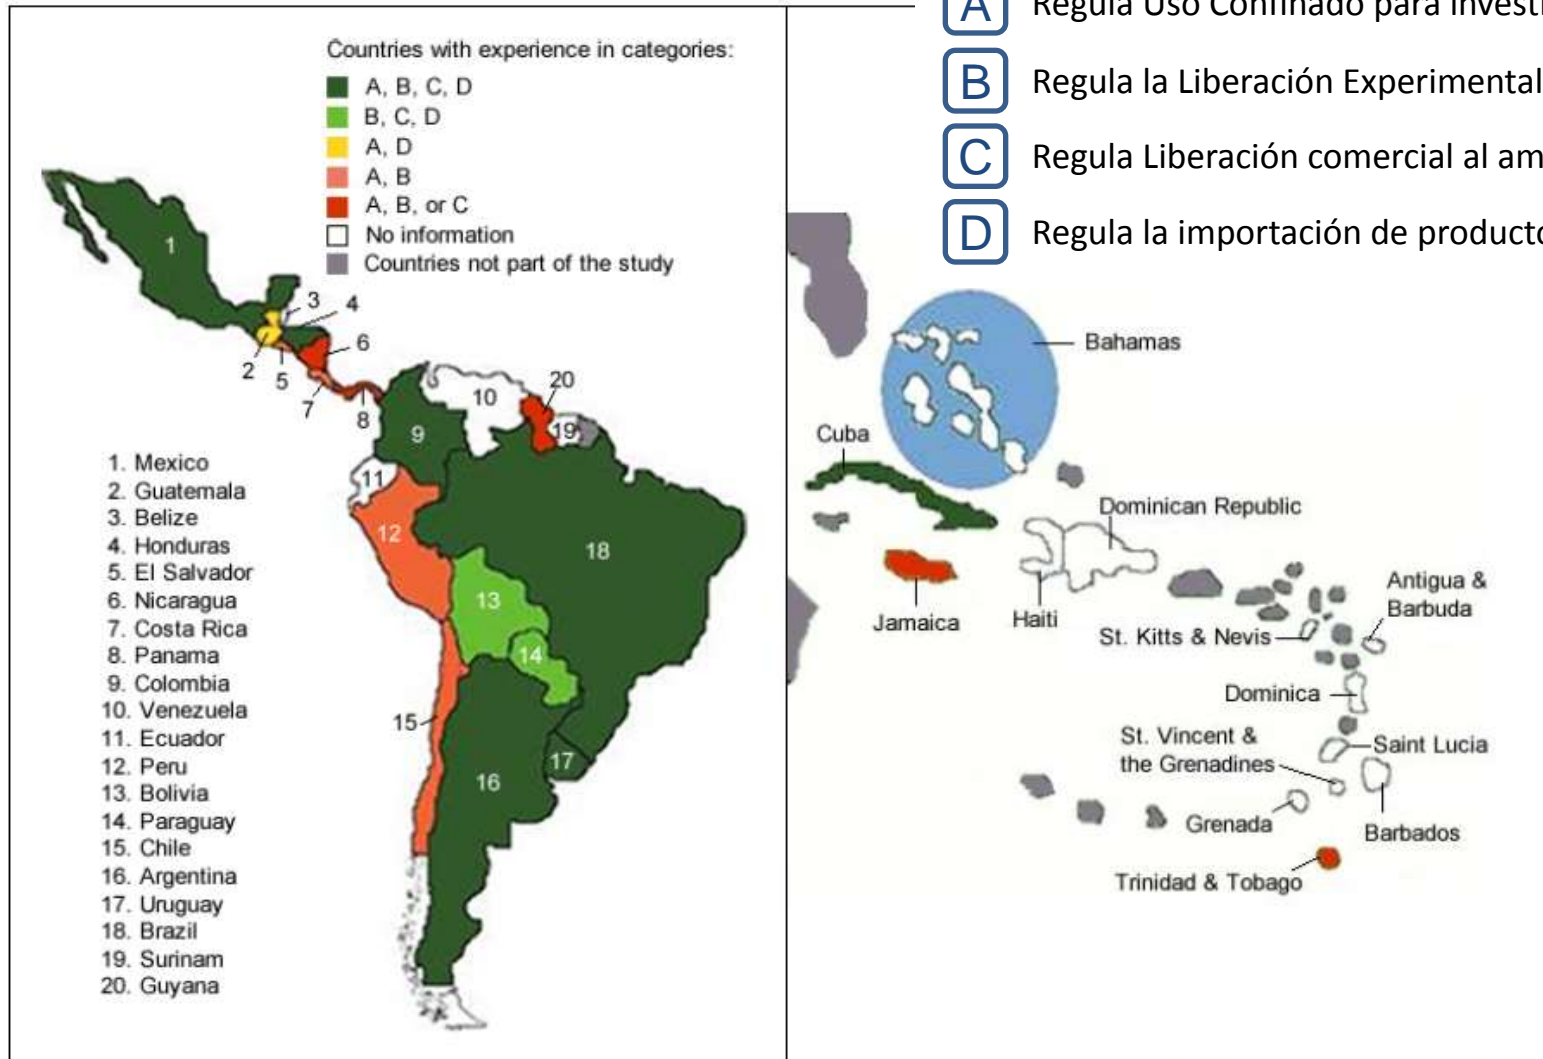 A Regula Uso Confinado para
B Regula la Liberación Experimental
C Regula Liberación comercial al
D Regula la importación de
Countries with experience in categories:
A, B, C, D
B, C, D
A, D
A, B
A, B, or C
No information
Countries not part of the study
1
3
4
6
2
5
7
8
20
10
19
9
11
12
18
13
14
15
17
16
1. Mexico
2. Guatemala
3. Belize
4. Honduras
5. El Salvador
6. Nicaragua
7. Costa Rica
8. Panama
9. Colombia
10. Venezuela
11. Ecuador
12. Peru
13. Bolivia
14. Paraguay
15. Chile
16. Argentina
17. Uruguay
18. Brazil
19. Surinam
20. Guyana
Bahamas
Cuba
Dominican Republic
Jamaica
Haiti
Antigua &
Barbuda
St. Kitts & Nevis
Dominica
St. Vincent &
the Grenadines
Saint Lucia
Grenada
Barbados
Trinidad & Tobago